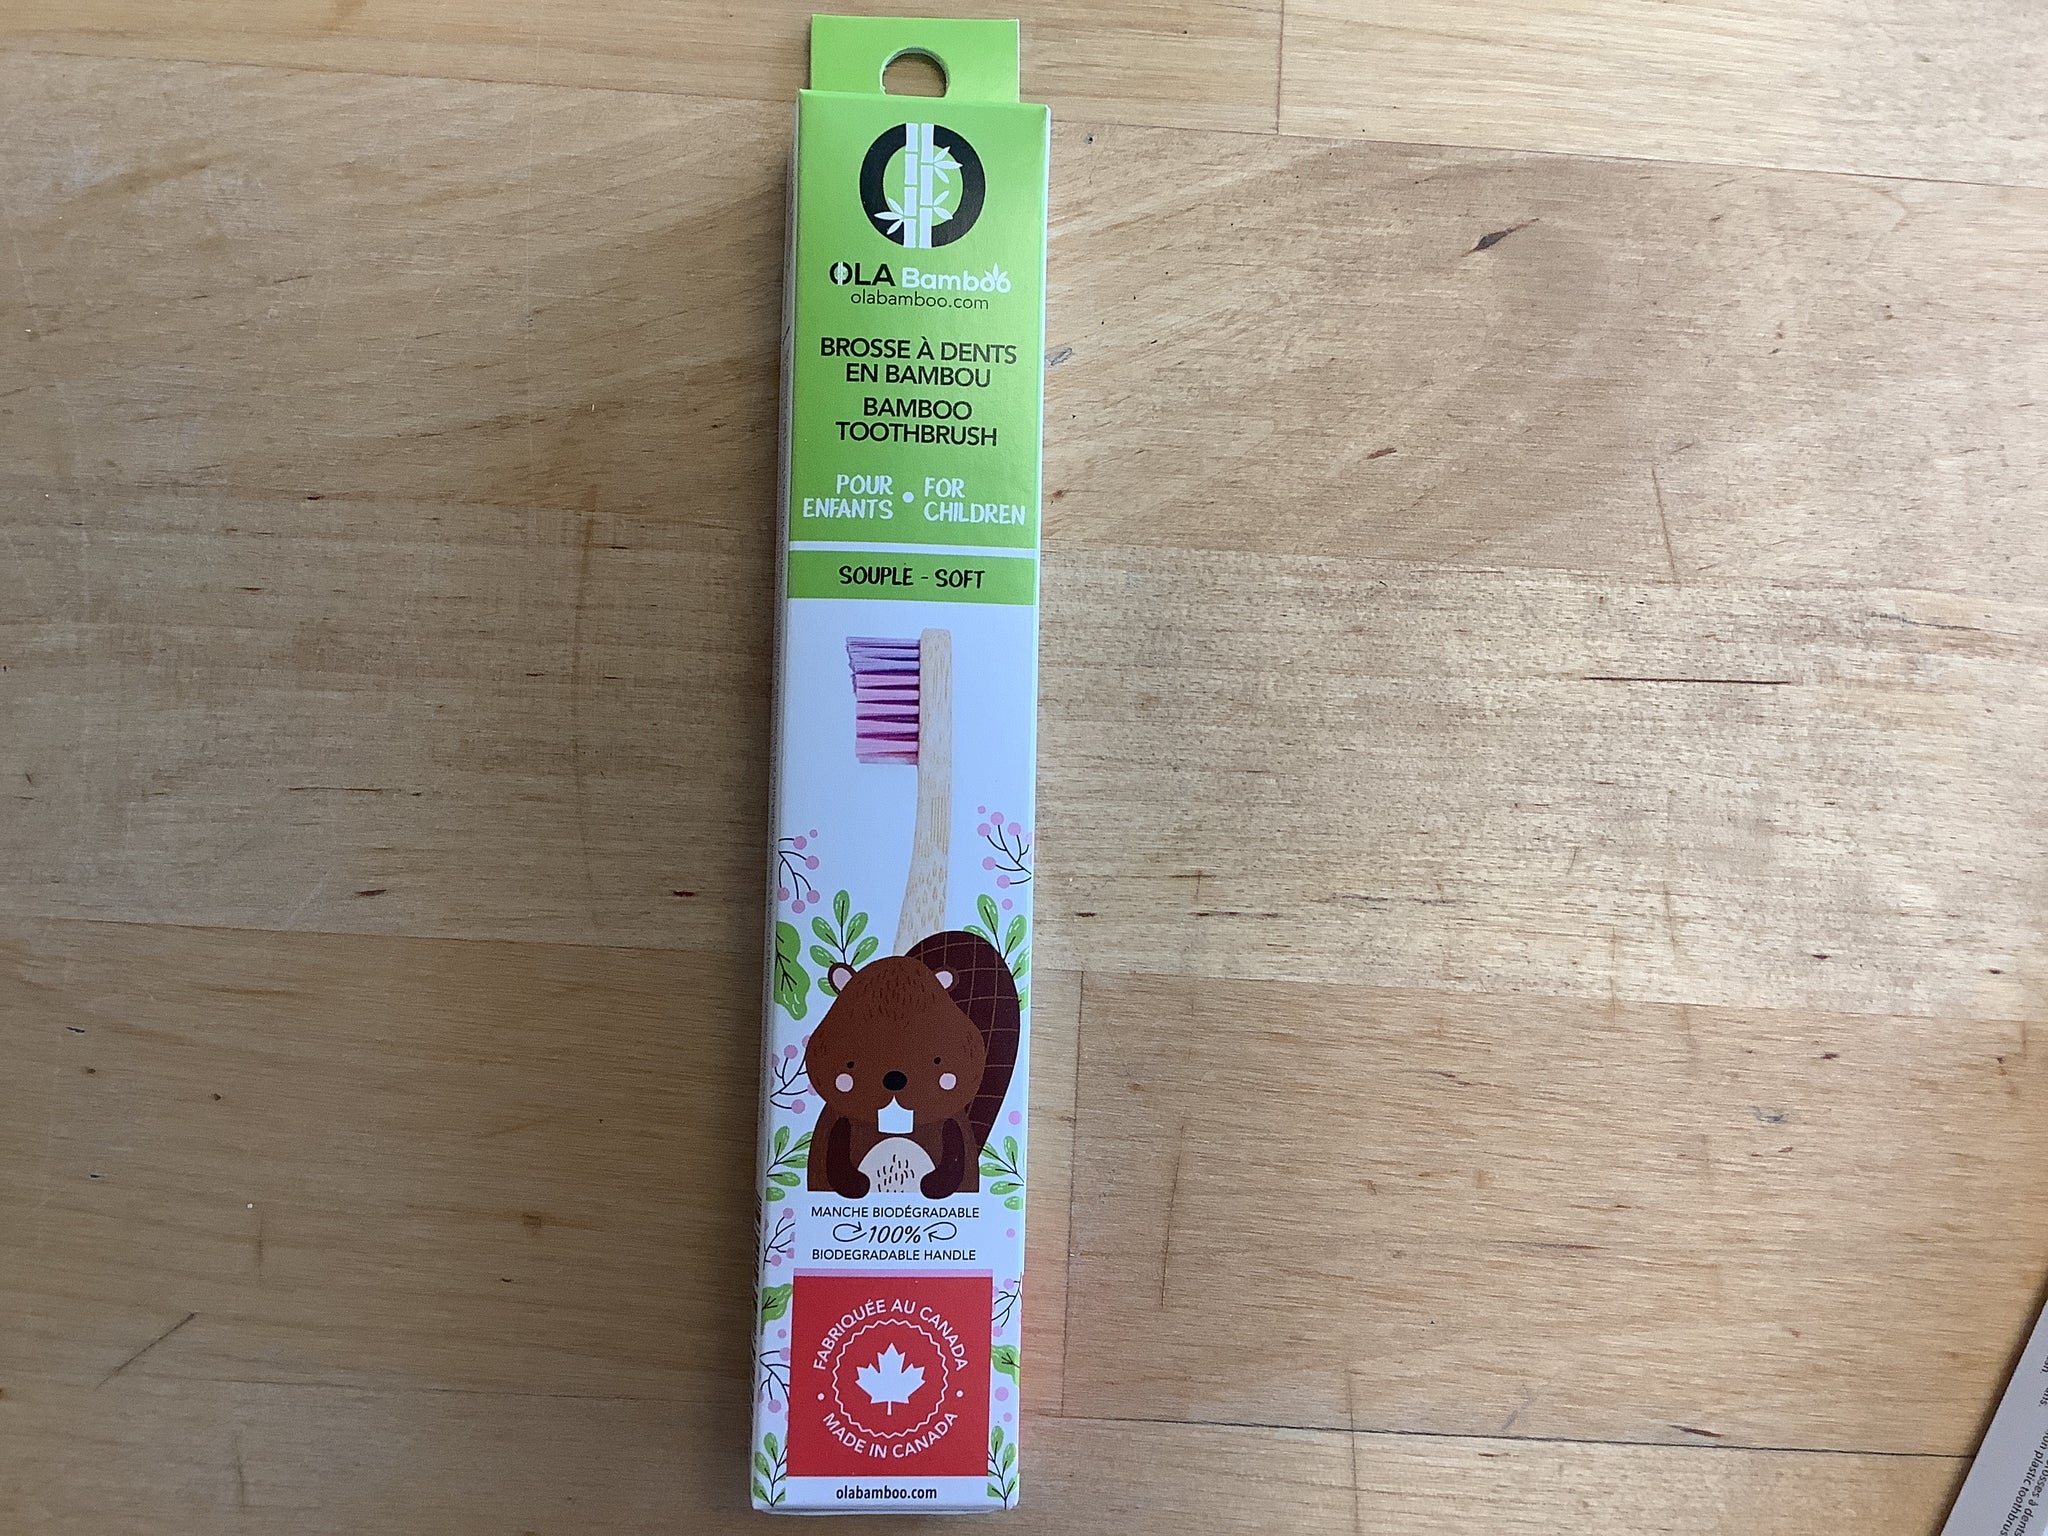 OLA Bamboo
olabamboo.com
BROSSE À DENTS
EN BAMBOU
BAMBOO
TOOTHBRUSH
POUR
ENFANTS
•
FOR
CHILDREN
SOUPLE - SOFT
MANCHE BIODÉGRADABLE
100%
BIODEGRADABLE HANDLE
FABRIQUÉE AU CANADA
• MADE IN CANADA •
olabamboo.com
plastic